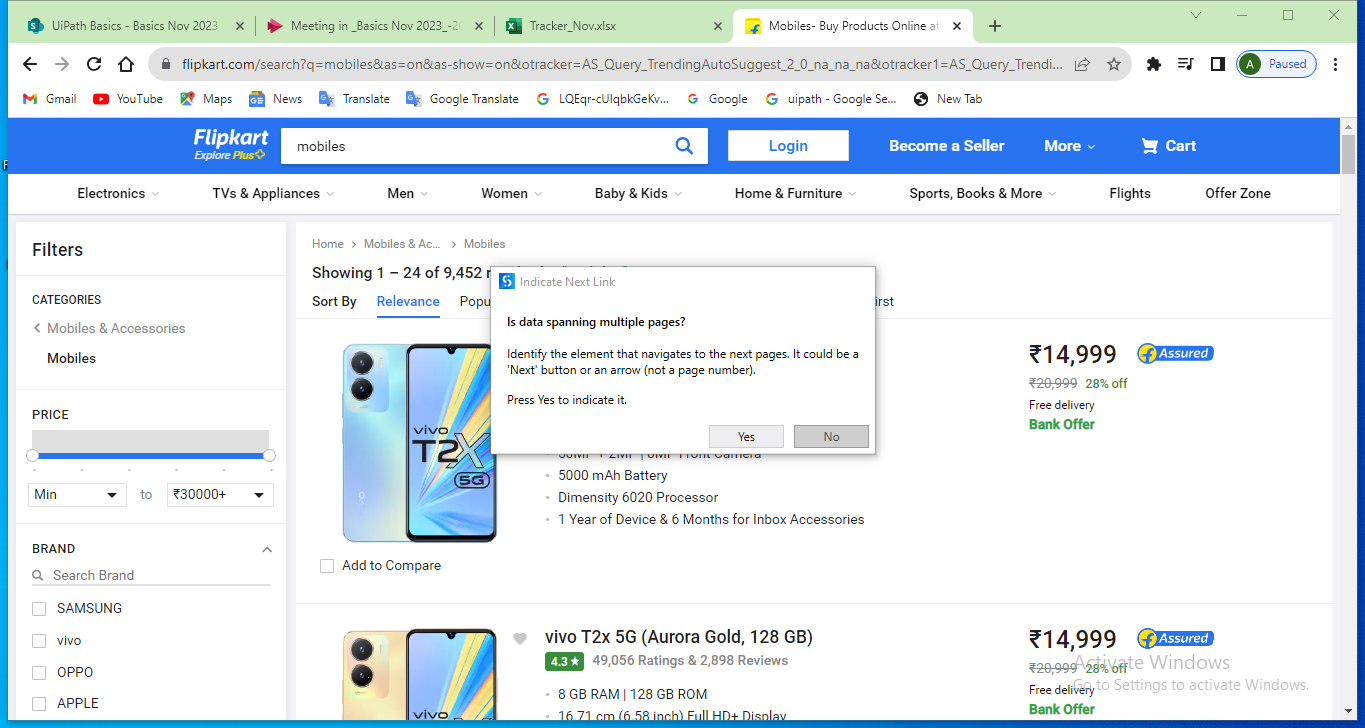 UiPath Basics - Basics Nov 2023
Meeting in _Basics Nov 2023_-20
Tracker_Nov.xlsx
Mobiles- Buy Products Online at
flipkart.com/search?q=mobiles&as=on&as-show=on&otracker=AS_Query_TrendingAutoSuggest_2_0_na_na_na&otracker1=AS_Query_Trendi...
A Paused
Gmail
YouTube
Maps
News
Translate
Google Translate
LQEqr-cUlqbkGeKv...
Google
uipath - Google Se...
New Tab
Flipkart
Explore Plus
mobiles
Login
Become a Seller
More
Cart
Electronics
TVs & Appliances
Men
Women
Baby & Kids
Home & Furniture
Sports, Books & More
Flights
Offer Zone
Filters
CATEGORIES
Mobiles & Accessories
Mobiles
PRICE
Min
to
₹30000+
BRAND
Search Brand
SAMSUNG
vivo
OPPO
APPLE
Home
Mobiles & Ac...
Mobiles
Showing 1 – 24 of 9,452 r
Sort By
Relevance
Popu
irst
Indicate Next Link
Is data spanning multiple pages?
Identify the element that navigates to the next pages. It could be a
'Next' button or an arrow (not a page number).
Press Yes to indicate it.
Yes
No
vivo
T2X
5G
50MP + 2MP | 8MP Front Camera
5000 mAh Battery
Dimensity 6020 Processor
1 Year of Device & 6 Months for Inbox Accessories
₹14,999
Assured
₹20,999 28% off
Free delivery
Bank Offer
Add to Compare
vivo
vivo T2x 5G (Aurora Gold, 128 GB)
4.3
49,056 Ratings & 2,898 Reviews
8 GB RAM | 128 GB ROM
16.71 cm (6.58 inch) Full HD+ Display
₹14,999
Assured
₹20,999 28% off
Free delivery
Bank Offer
Activate Windows
Go to Settings to activate Windows.